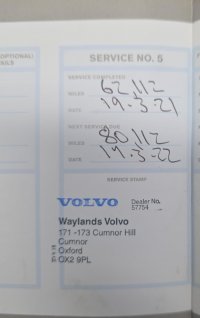 (OPTIONAL)
SERVICE NO. 5
SERVICE COMPLETED
MILES 62,112
DATE 19.3.21
NEXT SERVICE DUE
MILES 80,112
DATE 19.3.22
SERVICE STAMP
VOLVO Dealer No.
57754
Waylands Volvo
171 -173 Cumnor Hill
Cumnor
Oxford
OX2 9PL